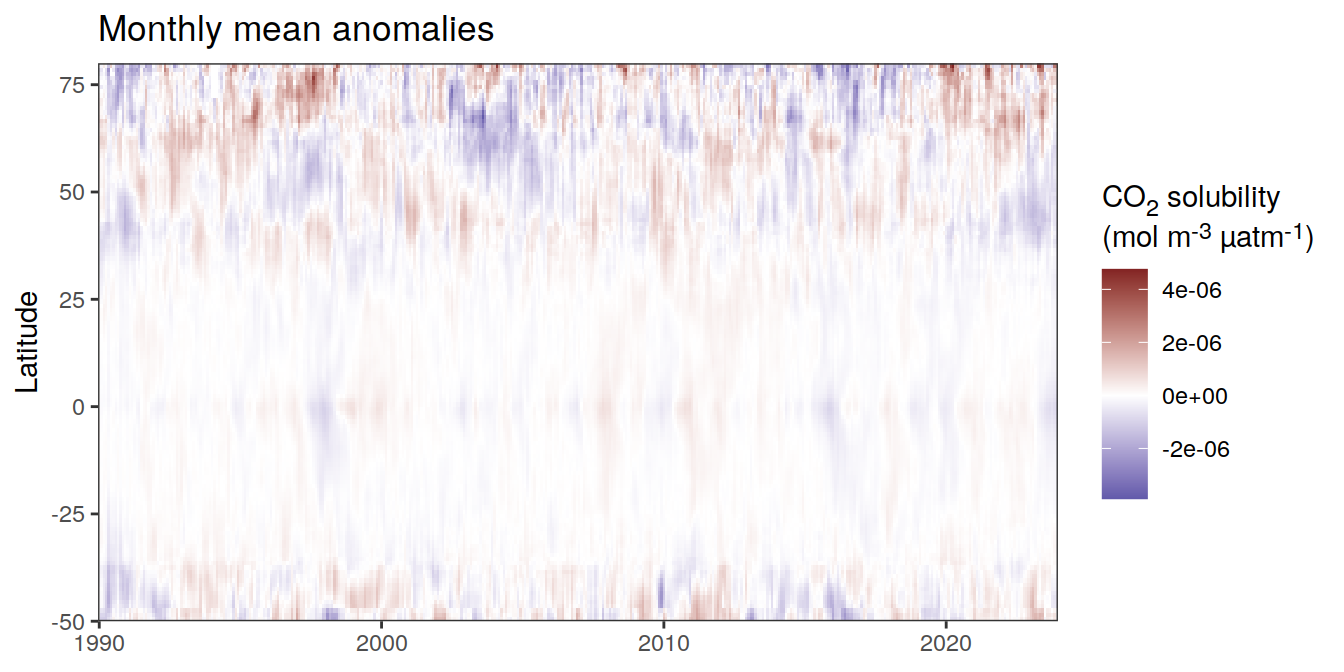 Monthly mean anomalies
Latitude
75
50
25
0
-25
-50
1990
2000
2010
2020
CO₂ solubility
(mol m⁻³ µatm⁻¹)
4e-06
2e-06
0e+00
-2e-06